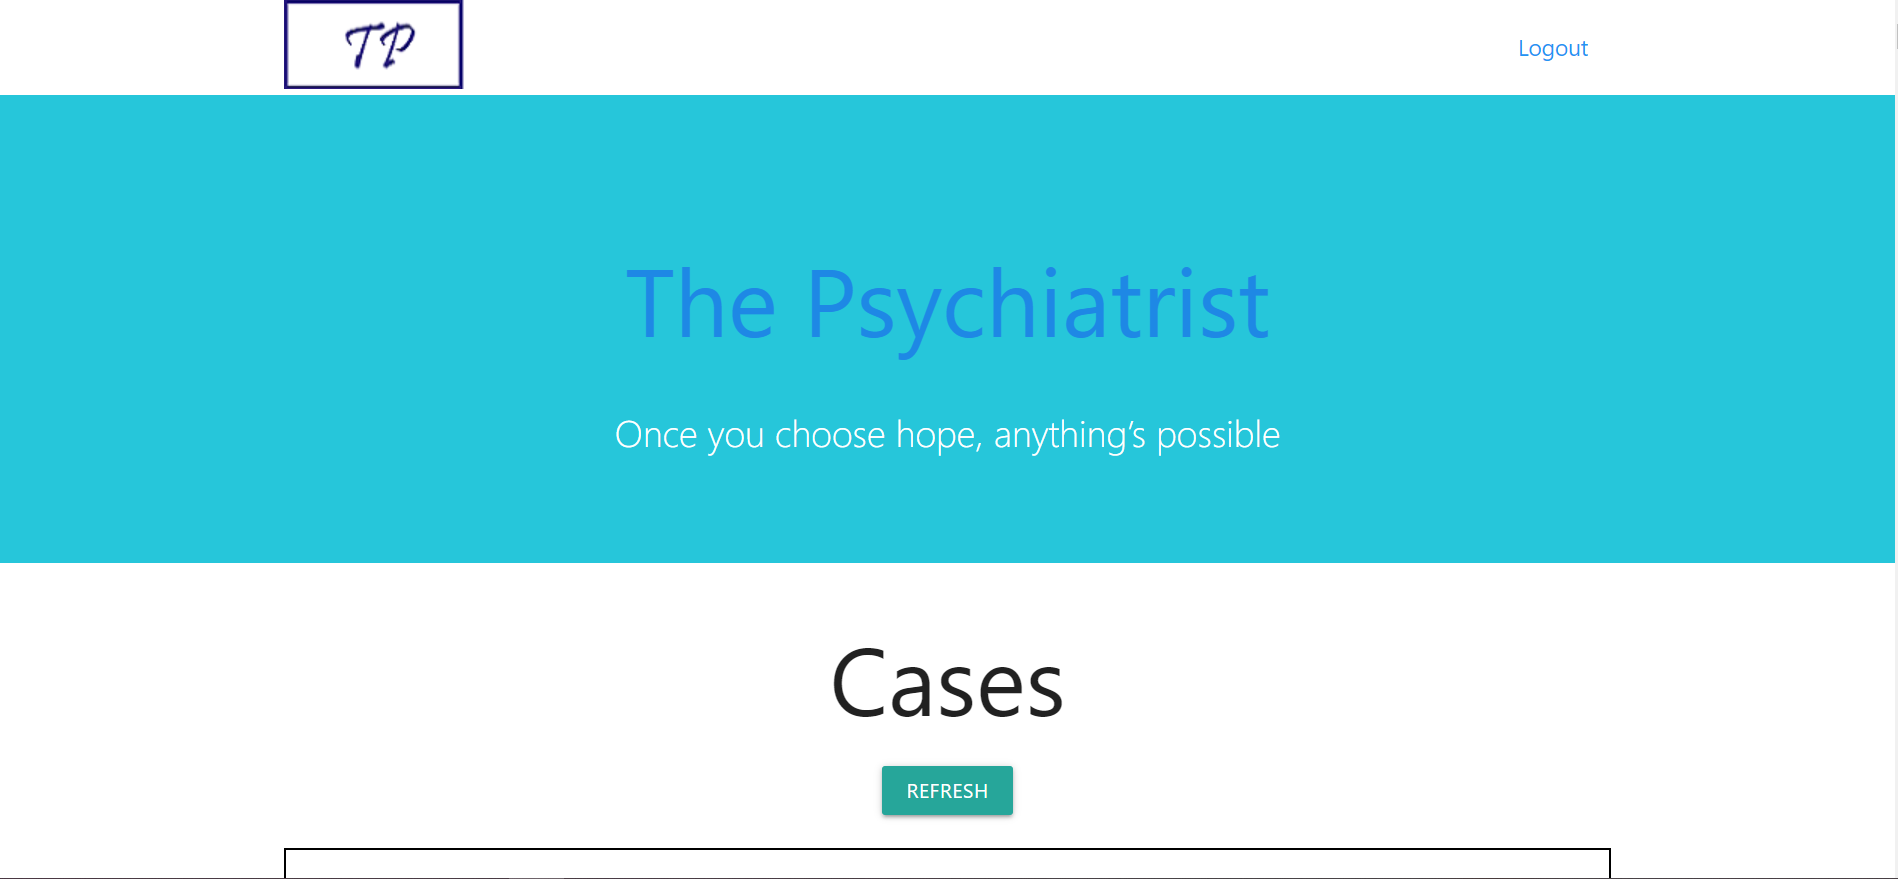 TP
Logout
The Psychiatrist
Once you choose hope, anything’s possible
Cases
REFRESH